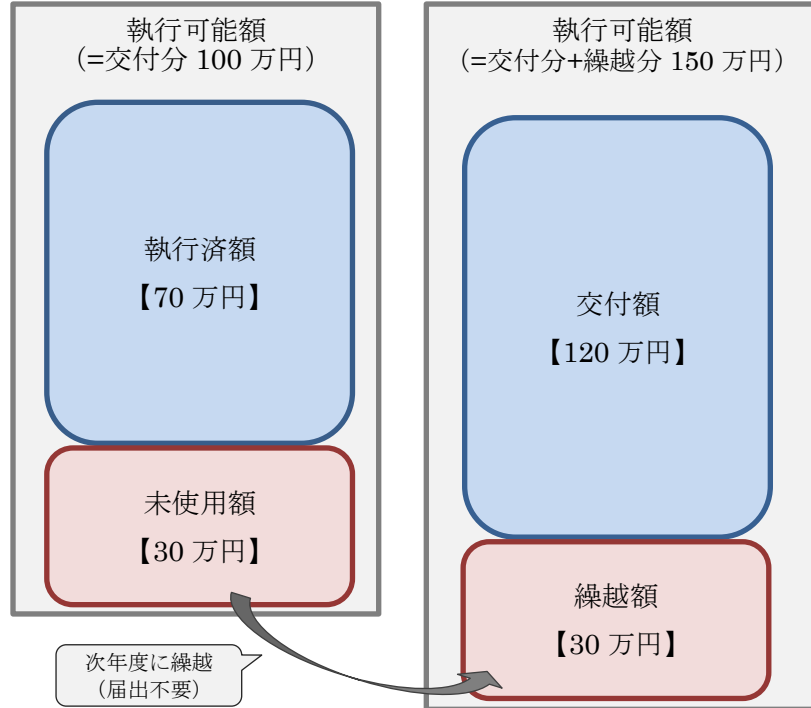 執行可能額
(=交付分 100 万円)
執行済額
【70 万円】
未使用額
【30 万円】
次年度に繰越
(届出不要)
執行可能額
(=交付分+繰越分 150 万円)
交付額
【120 万円】
繰越額
【30 万円】